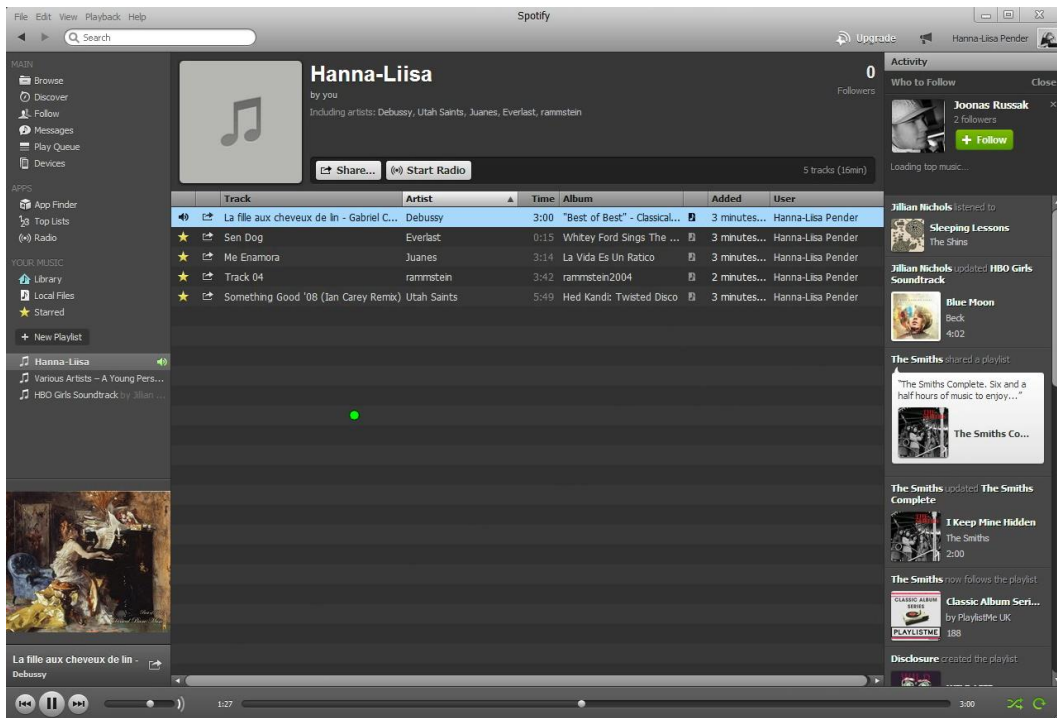 File Edit View Playback Help
Spotify
Search
Upgrade
Hanna-Liisa Pender
MAIN
Browse
Discover
Follow
Messages
Play Queue
Devices
APPS
App Finder
Top Lists
Radio
YOUR MUSIC
Library
Local Files
Starred
+ New Playlist
Hanna-Liisa
Various Artists – A Young Pers...
HBO Girls Soundtrack by Jillian ...
La fille aux cheveux de lin -
Debussy
Hanna-Liisa
by you
Including artists: Debussy, Utah Saints, Juanes, Everlast, rammstein
0
Followers
Share... Start Radio
5 tracks (16min)
Track Artist Time Album Added User
La fille aux cheveux de lin - Gabriel C... Debussy 3:00 "Best of Best" - Classical... 3 minutes... Hanna-Liisa Pender
Sen Dog Everlast 0:15 Whitey Ford Sings The ... 3 minutes... Hanna-Liisa Pender
Me Enamora Juanes 3:14 La Vida Es Un Ratico 3 minutes... Hanna-Liisa Pender
Track 04 rammstein 3:42 rammstein2004 2 minutes... Hanna-Liisa Pender
Something Good '08 (Ian Carey Remix) Utah Saints 5:49 Hed Kandi: Twisted Disco 3 minutes... Hanna-Liisa Pender
Activity
Who to Follow Close
Joonas Russak
2 followers
+ Follow
Loading top music...
Jillian Nichols listened to
Sleeping Lessons
The Shins
Jillian Nichols updated HBO Girls
Soundtrack
Blue Moon
Beck
4:02
The Smiths shared a playlist
"The Smiths Complete. Six and a
half hours of music to enjoy..."
The Smiths Co...
The Smiths updated The Smiths
Complete
I Keep Mine Hidden
The Smiths
2:00
The Smiths now follows the playlist
CLASSIC ALBUM
SERIES
PLAYLISTME
Classic Album Seri...
by PlaylistMe UK
188
Disclosure created the playlist
1:27
3:00